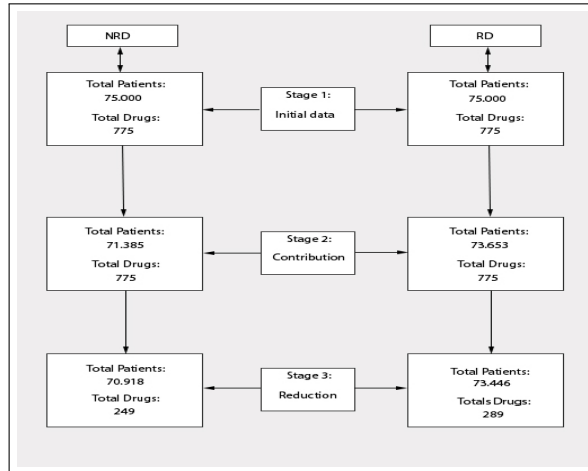 NRD
RD
Total Patients:
75.000
Total Drugs:
775
Stage 1:
Initial data
Total Patients:
75.000
Total Drugs:
775
Total Patients:
71.385
Total Drugs:
775
Stage 2:
Contribution
Total Patients:
73.653
Total Drugs:
775
Total Patients:
70.918
Total Drugs:
249
Stage 3:
Reduction
Total Patients:
73.446
Totals Drugs:
289